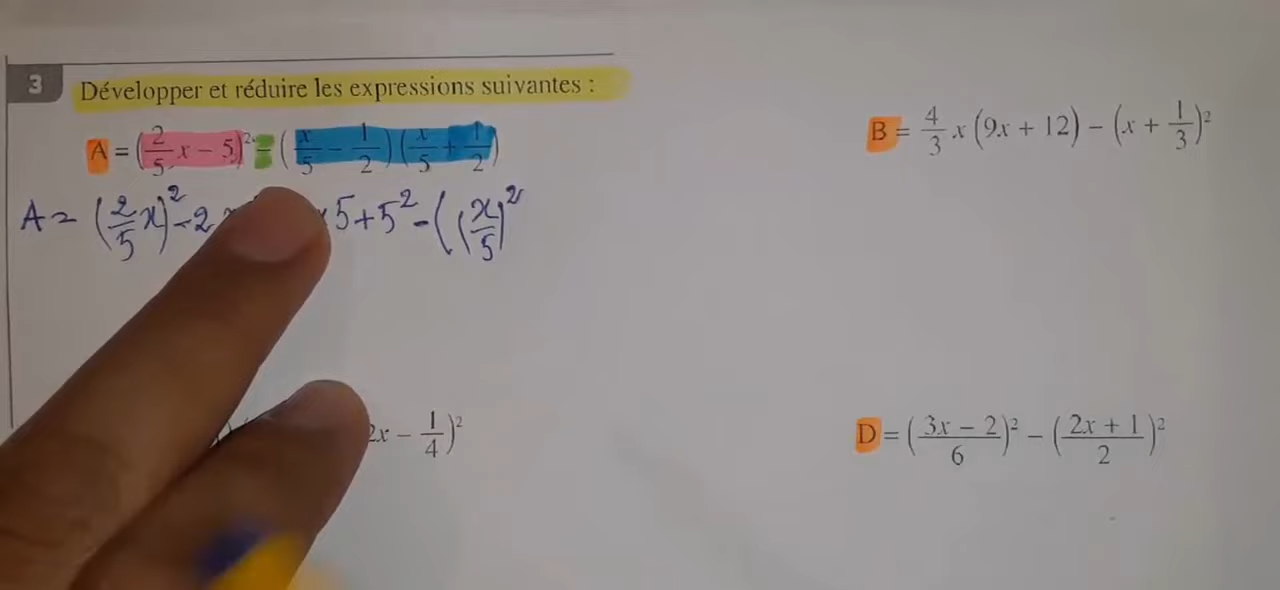 3 Développer et réduire les expressions suivantes :
A = (2/5 x − 5)² − (x/5 − 1/2)(x/5 + 1/2)
A = (2/5 x)² − 2 × 5 + 5² − ((x/5)²
2x − 1/4)²
B = 4/3 x (9x + 12) − (x + 1/3)²
D = (3x − 2/6)² − (2x + 1/2)²